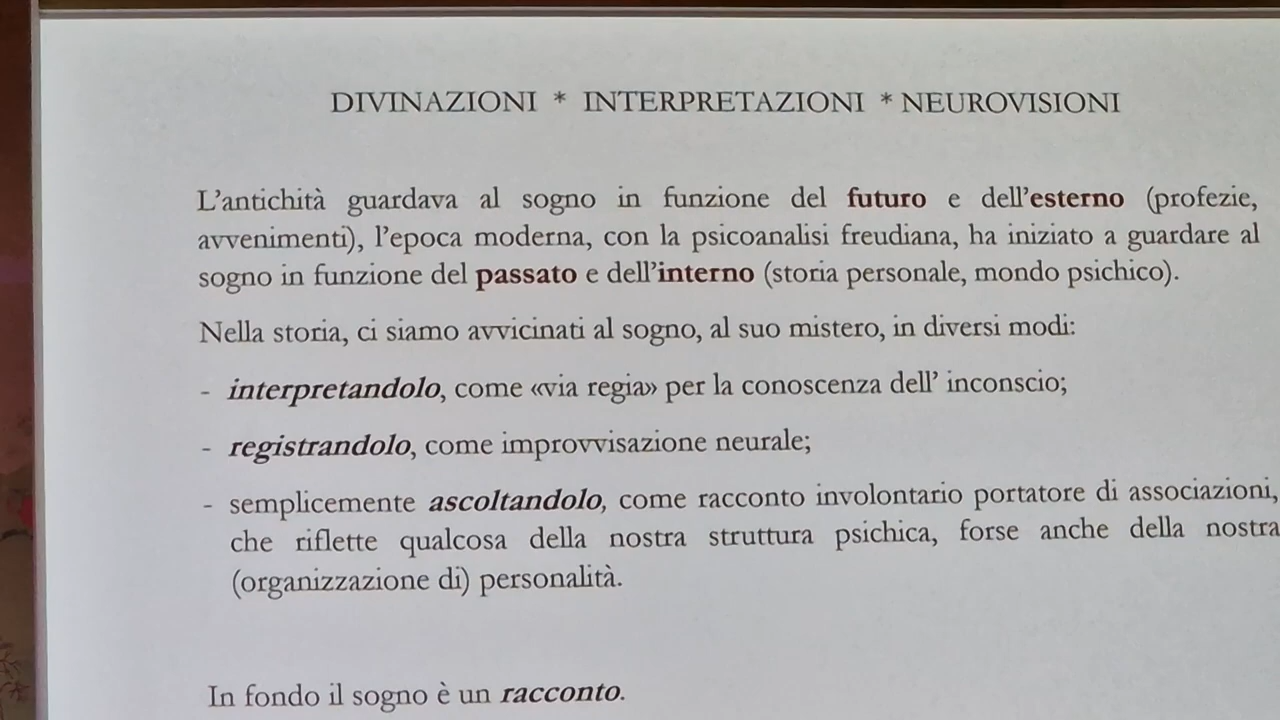 DIVINAZIONI * INTERPRETAZIONI * NEUROVISIONI
L'antichità guardava al sogno in funzione del futuro e dell'esterno (profezie,
avvenimenti), l'epoca moderna, con la psicoanalisi freudiana, ha iniziato a guardare al
sogno in funzione del passato e dell'interno (storia personale, mondo psichico).
Nella storia, ci siamo avvicinati al sogno, al suo mistero, in diversi modi:
- interpretandolo, come «via regia» per la conoscenza dell' inconscio;
- registrandolo, come improvvisazione neurale;
- semplicemente ascoltandolo, come racconto involontario portatore di associazioni,
che riflette qualcosa della nostra struttura psichica, forse anche della nostra
(organizzazione di) personalità.
In fondo il sogno è un racconto.